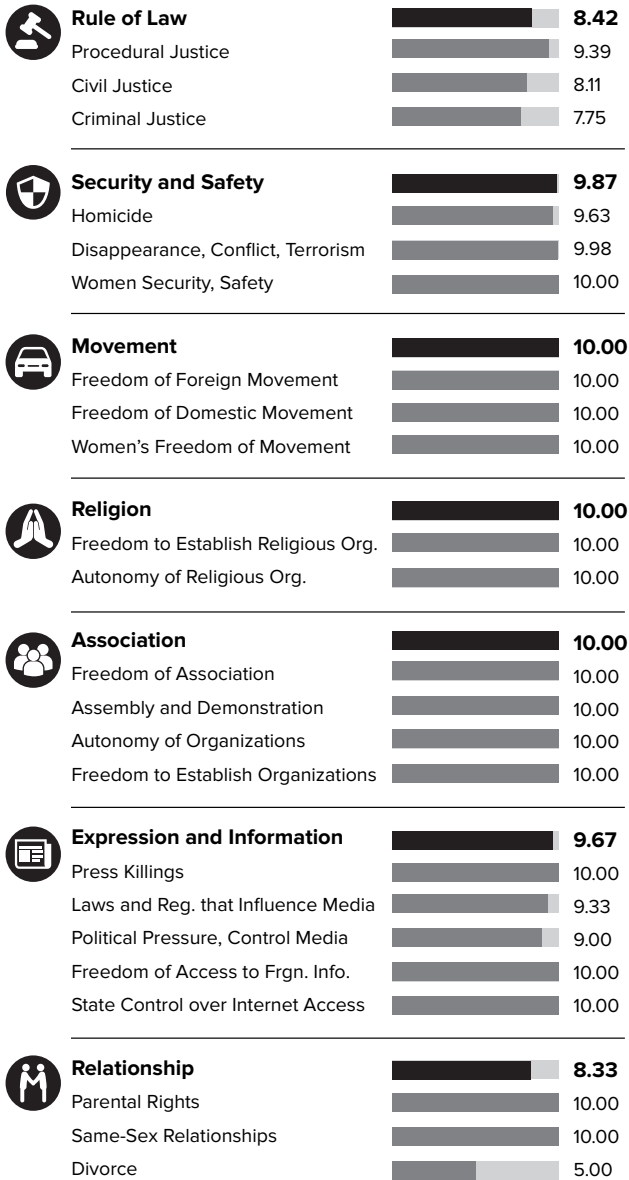 Rule of Law 8.42
Procedural Justice 9.39
Civil Justice 8.11
Criminal Justice 7.75
Security and Safety 9.87
Homicide 9.63
Disappearance, Conflict, Terrorism 9.98
Women Security, Safety 10.00
Movement 10.00
Freedom of Foreign Movement 10.00
Freedom of Domestic Movement 10.00
Women's Freedom of Movement 10.00
Religion 10.00
Freedom to Establish Religious Org. 10.00
Autonomy of Religious Org. 10.00
Association 10.00
Freedom of Association 10.00
Assembly and Demonstration 10.00
Autonomy of Organizations 10.00
Freedom to Establish Organizations 10.00
Expression and Information 9.67
Press Killings 10.00
Laws and Reg. that Influence Media 9.33
Political Pressure, Control Media 9.00
Freedom of Access to Frgn. Info. 10.00
State Control over Internet Access 10.00
Relationship 8.33
Parental Rights 10.00
Same-Sex Relationships 10.00
Divorce 5.00